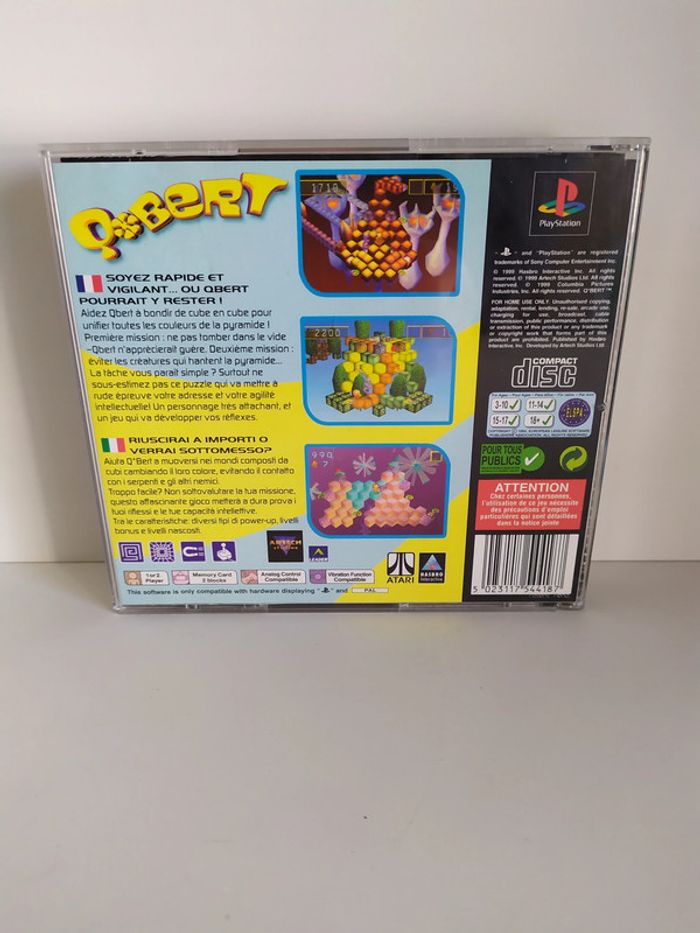 Q*BERT
SOYEZ RAPIDE ET
VIGILANT... OU QBERT
POURRAIT Y RESTER !
Aidez Qbert à bondir de cube en cube pour
unifier toutes les couleurs de la pyramide !
Première mission : ne pas tomber dans le vide
-Qbert n'apprécierait guère. Deuxième mission :
éviter les créatures qui hantent la pyramide...
La tâche vous paraît simple ? Surtout ne
sous-estimez pas ce puzzle qui va mettre à
rude épreuve votre adresse et votre agilité
intellectuelle! Un personnage très attachant, et
un jeu qui va développer vos réflexes.
RIUSCIRAI A IMPORTI O
VERRAI SOTTOMESSO?
Aiuta Q*Bert a muoversi nei mondi composti da
cubi cambiando il loro colore, evitando il contatto
con i serpenti e gli altri nemici.
Troppo facile? Non sottovalutare la tua missione,
questo affascinante gioco metterà a dura prova i
tuoi riflessi e le tue capacità intellettive.
Tra le caratteristiche: diversi tipi di power-up, livelli
bonus e livelli nascosti.
1710
2200
990
7
ARTECH
STUDIOS
LEADER
ATARI
HASBRO
Interactive
1 or 2
Player
Memory Card
2 blocks
Analog Control
Compatible
Vibration Function
Compatible
This software is only compatible with hardware displaying " " and PAL
PlayStation
" " and "PlayStation" are registered
trademarks of Sony Computer Entertainment Inc.
© 1999 Hasbro Interactive Inc. All rights
reserved. © 1999 Artech Studios Ltd. All rights
reserved. © 1999 Columbia Pictures
Industries, Inc. All rights reserved. Q*BERT™
FOR HOME USE ONLY. Unauthorised copying,
adaptation, rental, lending, re-sale, arcade use,
charging for use, broadcast, cable
transmission, public performance, distribution
or extraction of this product or any trademark
or copyright work that forms part of this
product are prohibited. Published by Hasbro
Interactive Inc. Developed by Artech Studios Ltd.
COMPACT
disc
3-10
11-14
15-17
18+
ELSPA
POUR TOUS
PUBLICS
ATTENTION
Chez certaines personnes,
l'utilisation de ce jeu nécessite
des précautions d'emploi
particulières qui sont détaillées
dans la notice jointe
5 023117 544187